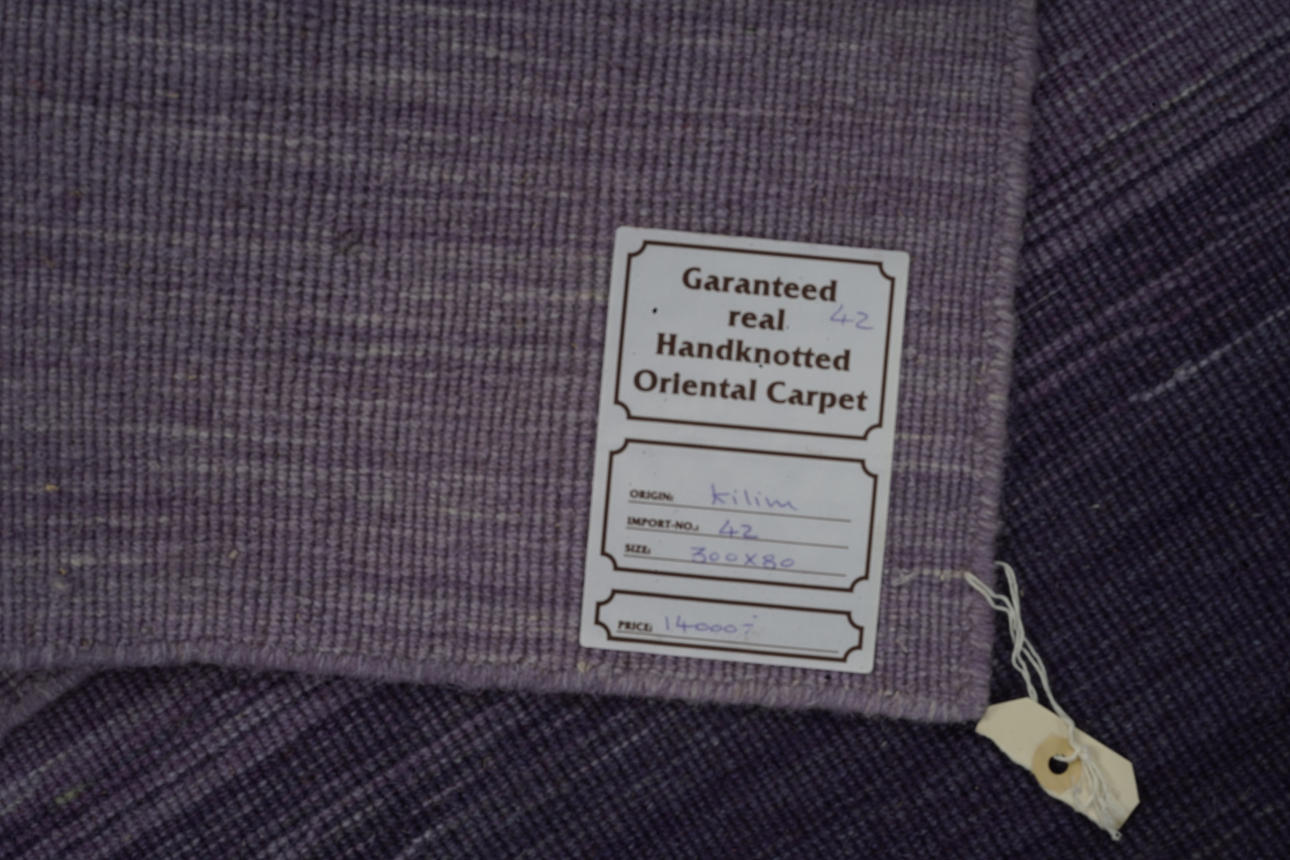 Garanteed
real 42
Handknotted
Oriental Carpet
ORIGIN: Kilim
IMPORT-NO.: 42
SIZE: 300x80
PRICE: 14000:-